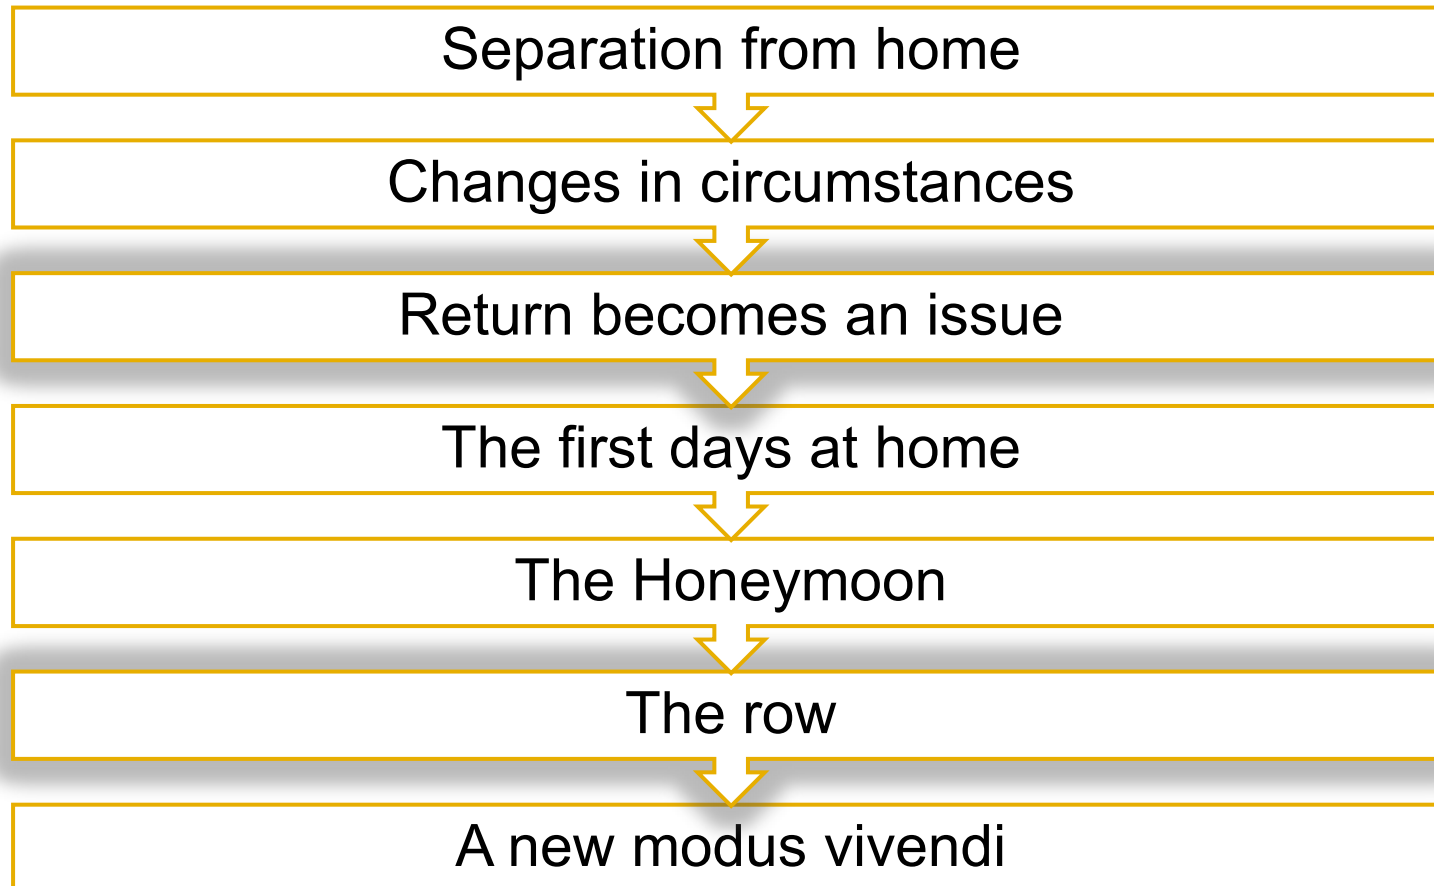 Separation from home
Changes in circumstances
Return becomes an issue
The first days at home
The Honeymoon
The row
A new modus vivendi